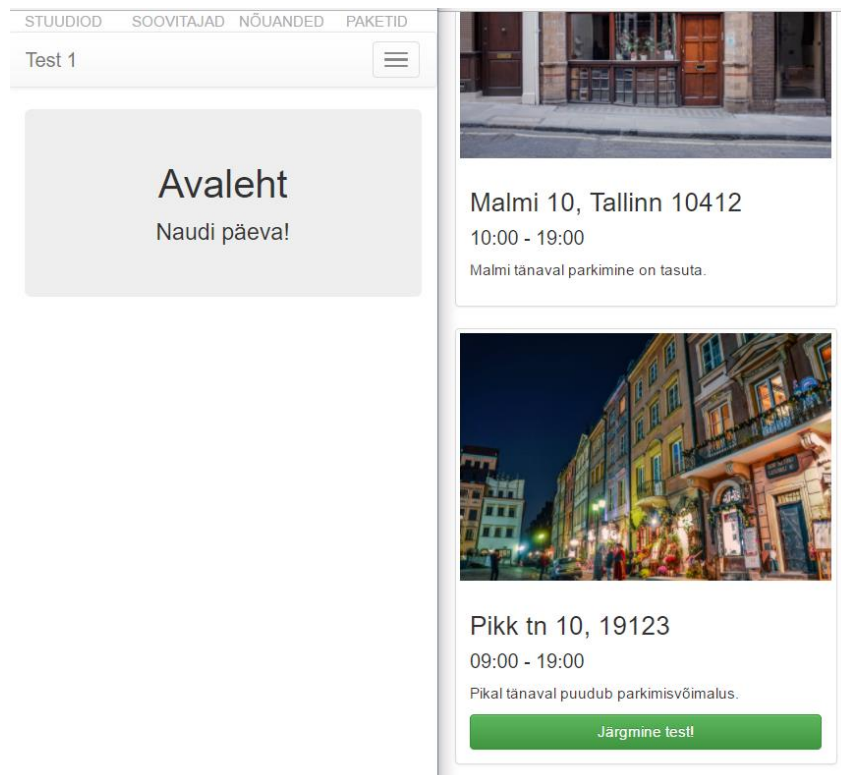 STUUDIOD SOOVITAJAD NÕUANDED PAKETID
Test 1
Avaleht
Naudi päeva!
Malmi 10, Tallinn 10412
10:00 - 19:00
Malmi tänaval parkimine on tasuta.
Pikk tn 10, 19123
09:00 - 19:00
Pikal tänaval puudub parkimisvõimalus.
Järgmine test!